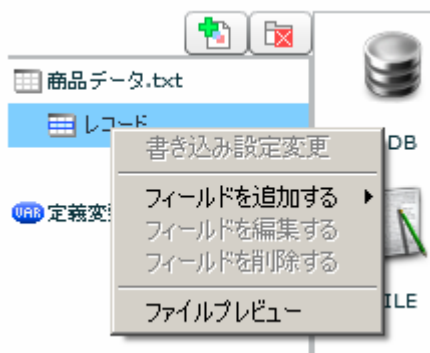 商品データ.txt
レコード
書き込み設定変更
DB
フィールドを追加する
VAR 定義変
フィールドを編集する
フィールドを削除する
ILE
ファイルプレビュー